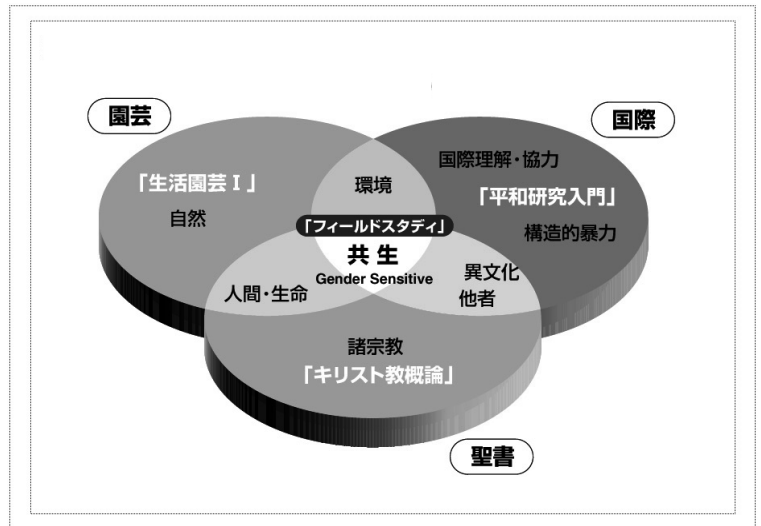 園芸
国際
国際理解・協力
「生活園芸Ⅰ」
環境
「平和研究入門」
自然
「フィールドスタディ」
構造的暴力
共生
Gender Sensitive
異文化
他者
人間・生命
諸宗教
「キリスト教概論」
聖書